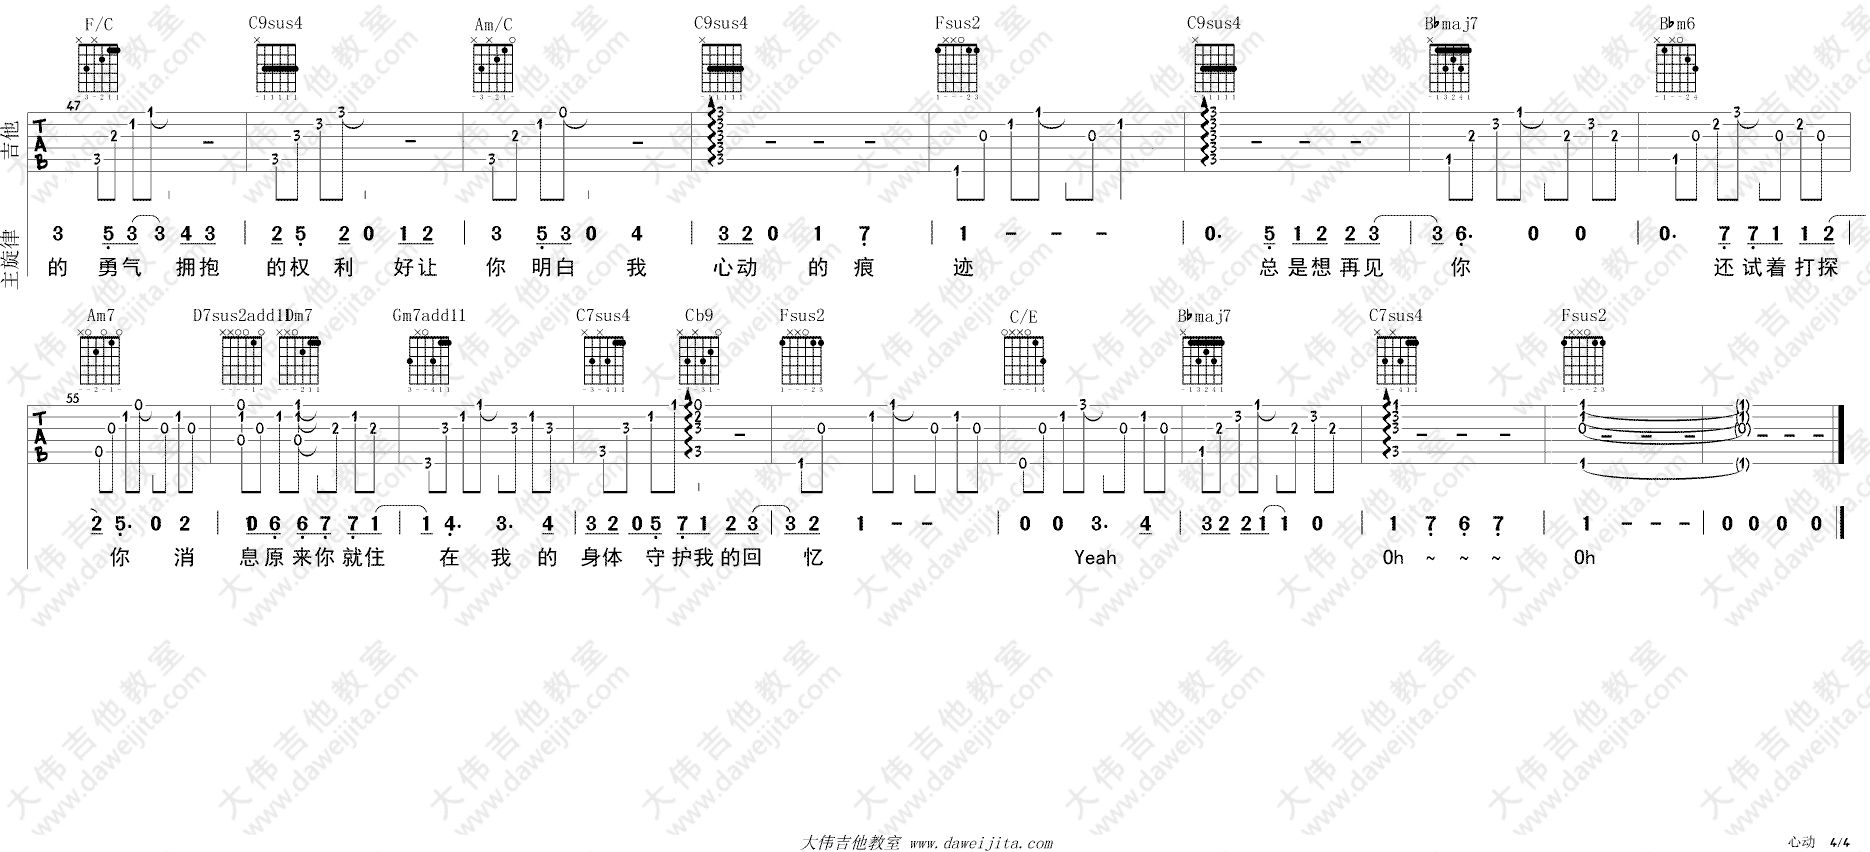 F/C C9sus4 Am/C C9sus4 Fsus2 C9sus4 B♭maj7 B♭m6
47
吉他 TAB
主旋律 3 5 3 3 4 3 | 2 5 2 0 1 2 | 3 5 3 0 4 | 3 2 0 1 7 | 1 - - - | 0. 5 1 2 2 3 | 3 6. 0 0 | 0. 7 7 1 1 2 |
的 勇气 拥抱 的权 利 好让 你 明白 我 心动 的 痕 迹 总 是想 再见 你 还 试着 打探
Am7 D7sus2add11 Dm7 Gm7add11 C7sus4 Cb9 Fsus2 C/E B♭maj7 C7sus4 Fsus2
55
TAB
2 5. 0 2 | 0 6 6 7 7 1 | 1 4. 3. 4 | 3 2 0 5 7 1 2 3 | 3 2 1 - - | 0 0 3. 4 | 3 2 2 1 1 0 | 1 7 6 7 | 1 - - - | 0 0 0 0
你 消 息原 来你 就住 在 我 的 身体 守护我的回 忆 Yeah Oh ~ ~ ~ Oh
大伟吉他教室 www.daweijita.com
心动 4/4